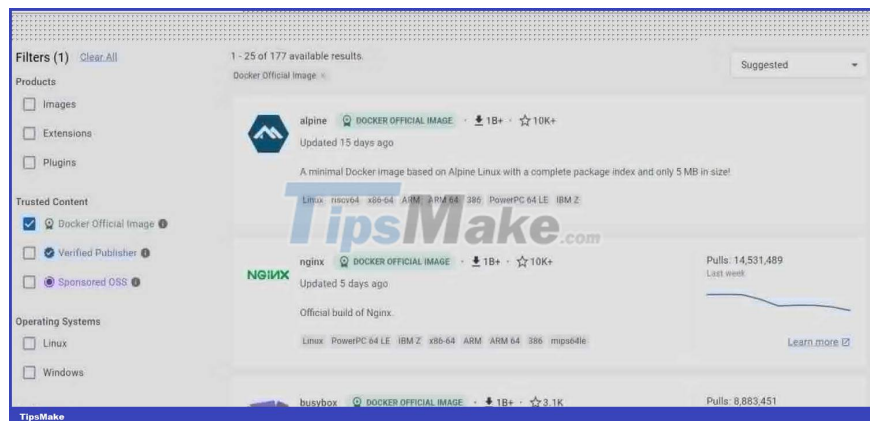 Filters (1) Clear All
Products
Images
Extensions
Plugins
Trusted Content
Docker Official Image
Verified Publisher
Sponsored OSS
Operating Systems
Linux
Windows
1 - 25 of 177 available results.
Docker Official Image ×
Suggested
alpine DOCKER OFFICIAL IMAGE · 1B+ · 10K+
Updated 15 days ago
A minimal Docker image based on Alpine Linux with a complete package index and only 5 MB in size!
Linux riscv64 x86-64 ARM ARM 64 386 PowerPC 64 LE IBM Z
TipsMake.com
NGINX
nginx DOCKER OFFICIAL IMAGE · 1B+ · 10K+
Updated 5 days ago
Official build of Nginx.
Linux PowerPC 64 LE IBM Z x86-64 ARM ARM 64 386 mips64le
Pulls: 14,531,489
Last week
Learn more
busybox DOCKER OFFICIAL IMAGE · 1B+ · 3.1K
Pulls: 8,883,451
TipsMake